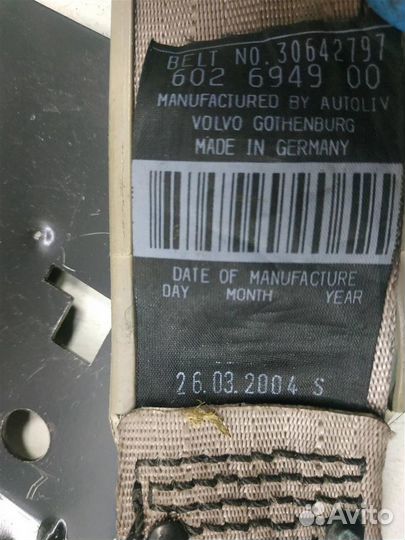 BELT NO. 30642797
602 6949 00
MANUFACTURED BY AUTOLIV
VOLVO GOTHENBURG
MADE IN GERMANY
DATE OF MANUFACTURE
DAY MONTH YEAR
26.03.2004 S
Avito